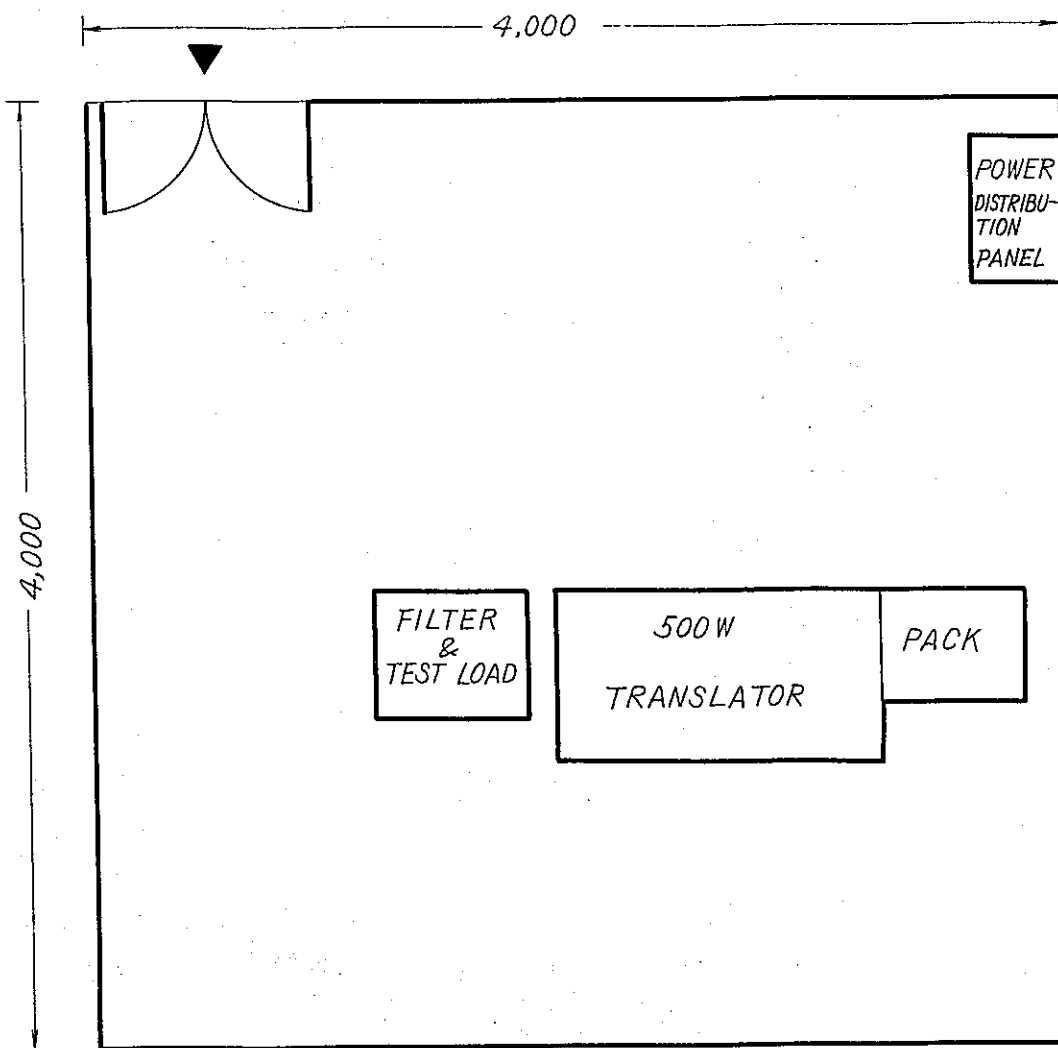 4,000
POWER
DISTRIBU-
TION
PANEL
4,000
FILTER
&
TEST LOAD
500W
TRANSLATOR
PACK